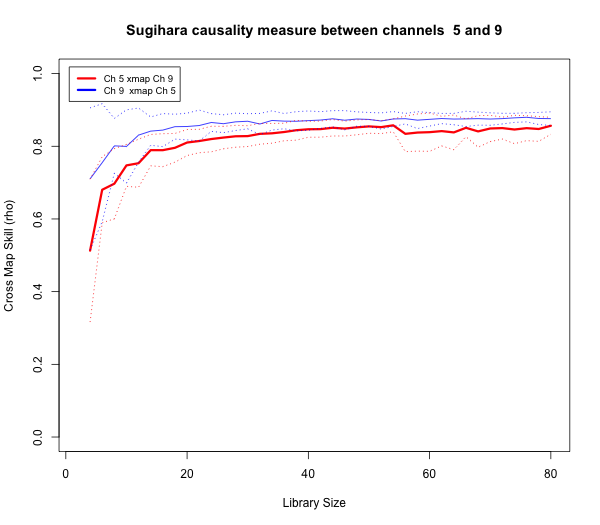 Sugihara causality measure between channels  5 and 9
Ch 5 xmap Ch 9
Ch 9  xmap Ch 5
Cross Map Skill (rho)
1.0
0.8
0.6
0.4
0.2
0.0
0 20 40 60 80
Library Size